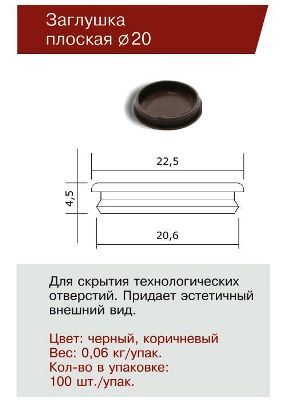 Заглушка
плоская ⌀20
22,5
4,5
20,6
Для скрытия технологических
отверстий. Придает эстетичный
внешний вид.
Цвет: черный, коричневый
Вес: 0,06 кг/упак.
Кол-во в упаковке:
100 шт./упак.